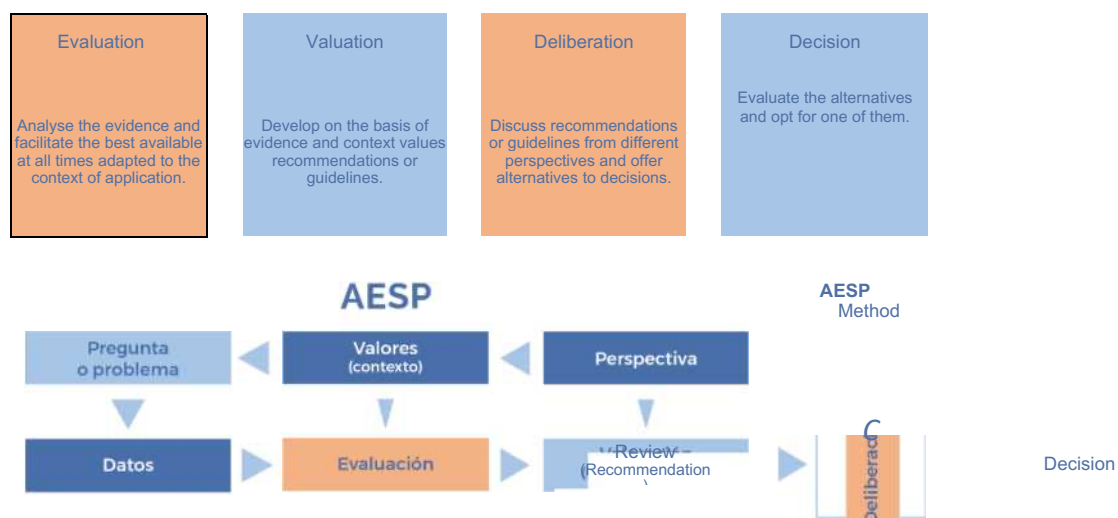 Evaluation
Analyse the evidence and
facilitate the best available
at all times adapted to the
context of application.
Valuation
Develop on the basis of
evidence and context values
recommendations or
guidelines.
Deliberation
Discuss recommendations
or guidelines from different
perspectives and offer
alternatives to decisions.
Decision
Evaluate the alternatives
and opt for one of them.
AESP
AESP
Method
Pregunta
o problema
Valores
(contexto)
Perspectiva
Datos
Evaluación
Review
(Recommendation
C
Deliberac
Decision